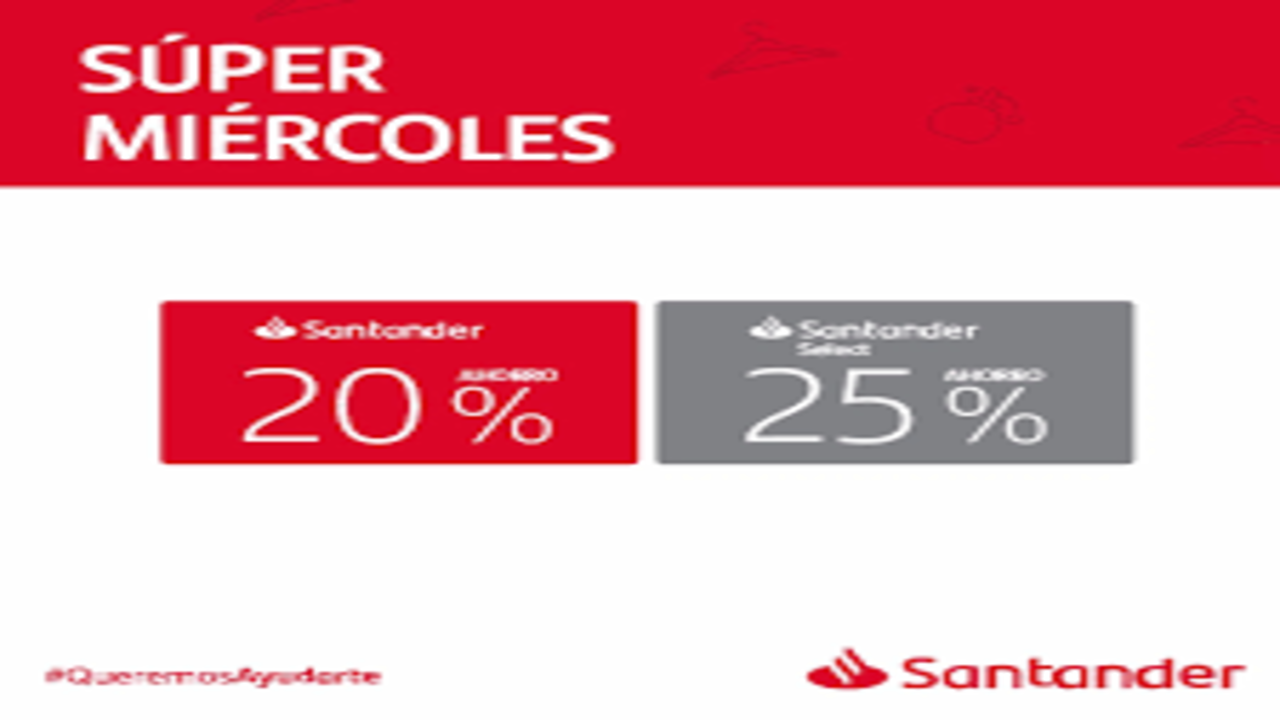 SÚPER
MIÉRCOLES
Santander
20 AHORRO %
Santander
Select
25 AHORRO %
#QueremosAyudarte
Santander